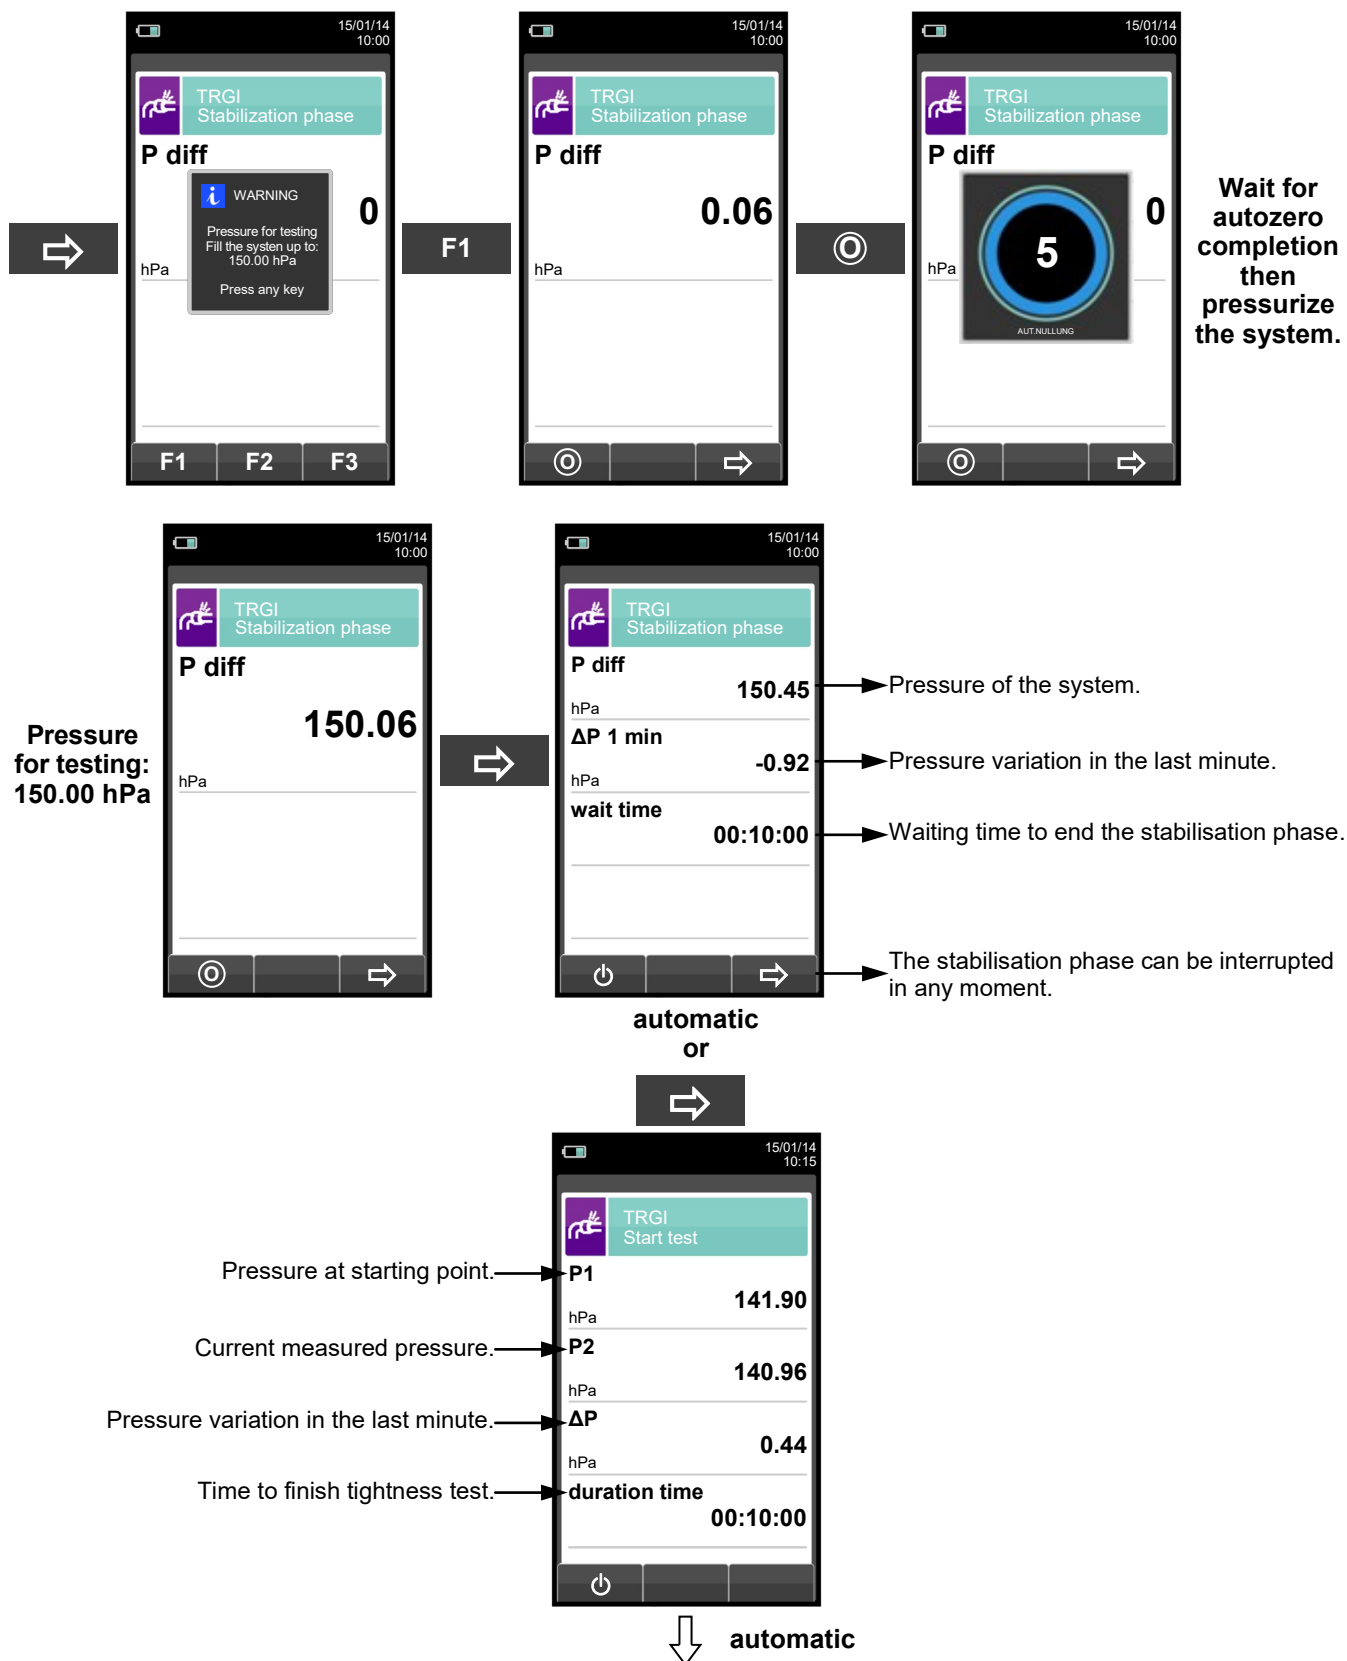 15/01/14
10:00
TRGI
Stabilization phase
P diff
WARNING
0
Pressure for testing
Fill the systen up to:
150.00 hPa
Press any key
hPa
F1 F2 F3
F1
15/01/14
10:00
TRGI
Stabilization phase
P diff
0.06
hPa
15/01/14
10:00
TRGI
Stabilization phase
P diff
0
5
hPa
AUT.NULLUNG
Wait for
autozero
completion
then
pressurize
the system.
Pressure
for testing:
150.00 hPa
15/01/14
10:00
TRGI
Stabilization phase
P diff
150.06
hPa
15/01/14
10:00
TRGI
Stabilization phase
P diff
150.45
hPa
ΔP 1 min
-0.92
hPa
wait time
00:10:00
Pressure of the system.
Pressure variation in the last minute.
Waiting time to end the stabilisation phase.
The stabilisation phase can be interrupted
in any moment.
automatic
or
15/01/14
10:15
TRGI
Start test
Pressure at starting point.
P1
141.90
hPa
Current measured pressure.
P2
140.96
hPa
Pressure variation in the last minute.
ΔP
0.44
hPa
Time to finish tightness test.
duration time
00:10:00
automatic